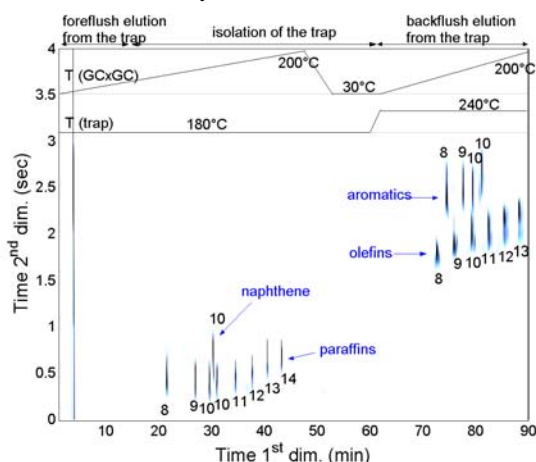 foreflush elution
from the trap
isolation of the trap
backflush elution
from the trap
4
3.5
3
2.5
2
1.5
1
0.5
0
T (GCxGC)
200°C
30°C
200°C
T (trap)
180°C
240°C
8 9 10 10
aromatics
olefins
8 9 10 11 12 13
10
naphthene
paraffins
8 9 10 10 11 12 13 14
Time 2nd dim. (sec)
10 20 30 40 50 60 70 80 90
Time 1st dim. (min)